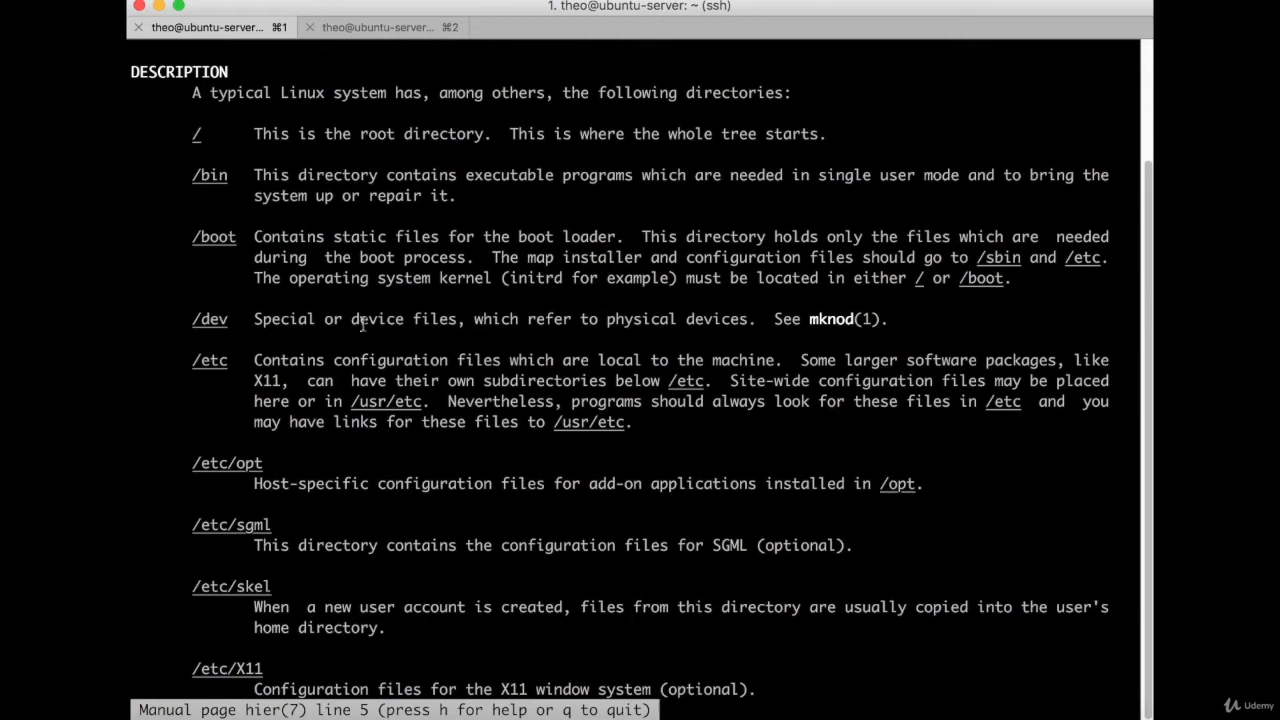 1. theo@ubuntu-server: ~ (ssh)
theo@ubuntu-server... ⌘1 theo@ubuntu-server... ⌘2
DESCRIPTION
A typical Linux system has, among others, the following directories:
/ This is the root directory. This is where the whole tree starts.
/bin This directory contains executable programs which are needed in single user mode and to bring the
system up or repair it.
/boot Contains static files for the boot loader. This directory holds only the files which are needed
during the boot process. The map installer and configuration files should go to /sbin and /etc.
The operating system kernel (initrd for example) must be located in either / or /boot.
/dev Special or device files, which refer to physical devices. See mknod(1).
/etc Contains configuration files which are local to the machine. Some larger software packages, like
X11, can have their own subdirectories below /etc. Site-wide configuration files may be placed
here or in /usr/etc. Nevertheless, programs should always look for these files in /etc and you
may have links for these files to /usr/etc.
/etc/opt
Host-specific configuration files for add-on applications installed in /opt.
/etc/sgml
This directory contains the configuration files for SGML (optional).
/etc/skel
When a new user account is created, files from this directory are usually copied into the user's
home directory.
/etc/X11
Configuration files for the X11 window system (optional).
Manual page hier(7) line 5 (press h for help or q to quit)
Udemy